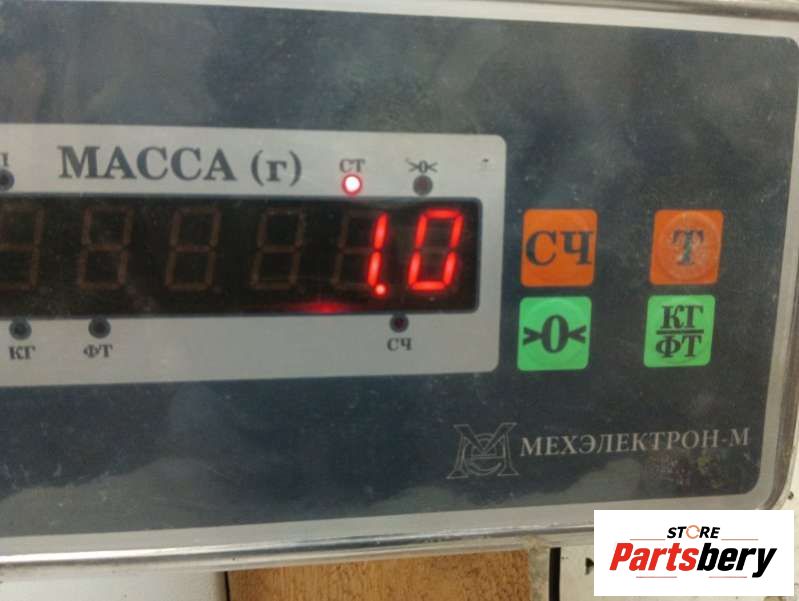 МАССА (г)
СТ
>0<
1.0
КГ
ФТ
СЧ
СЧ
Т
>0<
КГ
ФТ
МЕХЭЛЕКТРОН-М
STORE
Partsbery